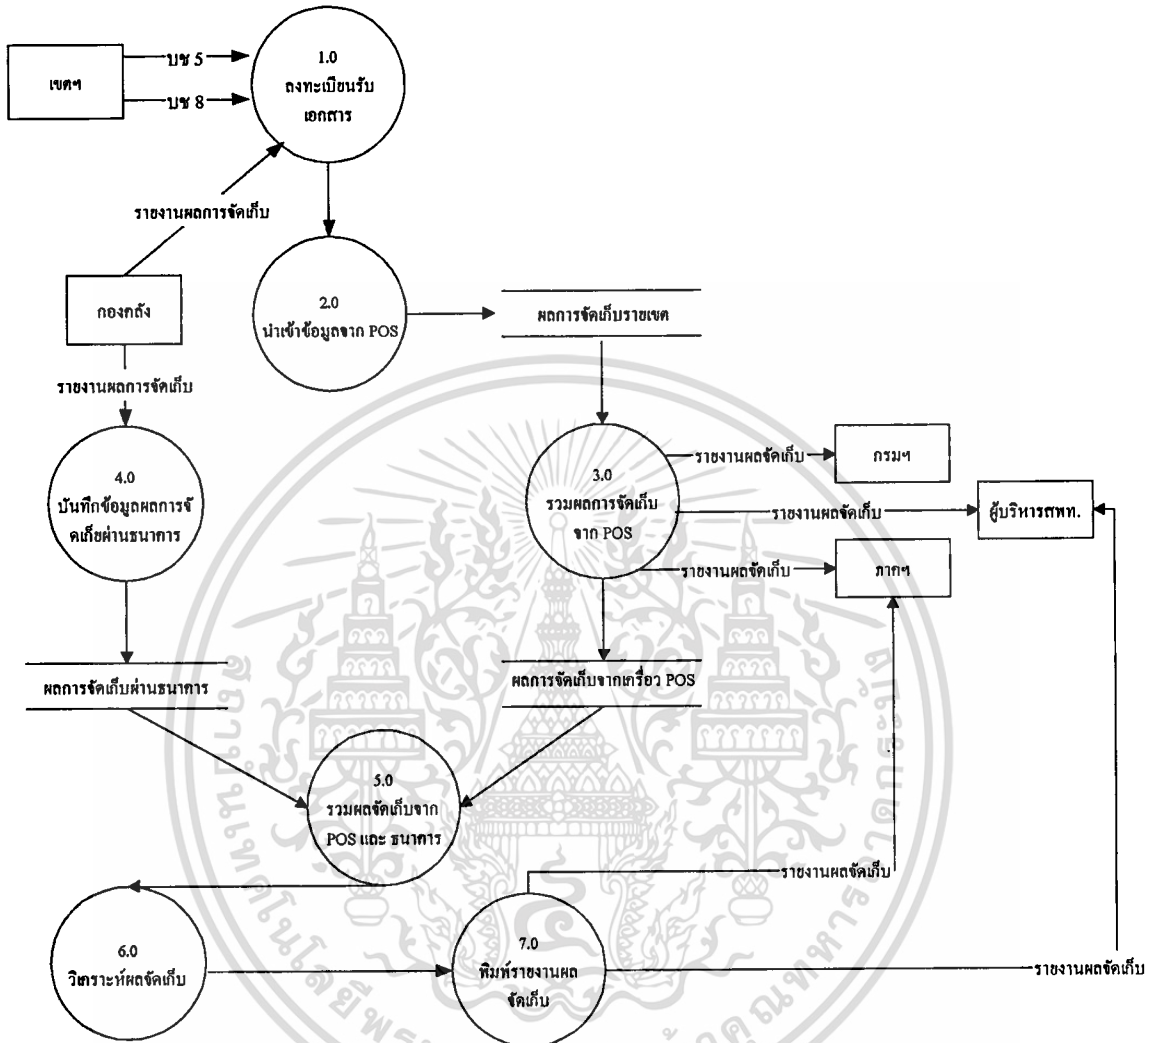 เขตฯ
บช 5
บช 8
1.0
ลงทะเบียนรับ
เอกสาร
รายงานผลการจัดเก็บ
กองคลัง
2.0
นำเข้าข้อมูลจาก POS
ผลการจัดเก็บรายเขต
รายงานผลการจัดเก็บ
4.0
บันทึกข้อมูลผลการจั
ดเก็ยผ่านธนาคาร
3.0
รวมผลการจัดเก็บ
จาก POS
รายงานผลจัดเก็บ
กรมฯ
รายงานผลจัดเก็บ
ผู้บริหารสพท.
รายงานผลจัดเก็บ
ภาคฯ
ผลการจัดเก็บผ่านธนาคาร
ผลการจัดเก็บจากเครื่อว POS
5.0
รวมผลจัดเก็บจาก
POS และ ธนาคาร
รายงานผลจัดเก็บ
6.0
วิเคราะห์ผลจัดเก็บ
7.0
พิมพ์รายงานผล
จัดเก็บ
รายงานผลจัดเก็บ